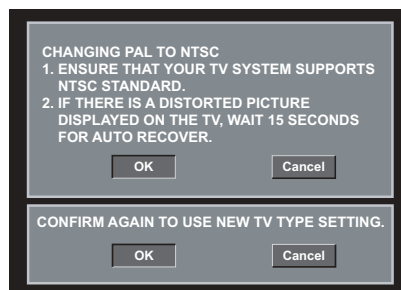 CHANGING PAL TO NTSC
1. ENSURE THAT YOUR TV SYSTEM SUPPORTS
NTSC STANDARD.
2. IF THERE IS A DISTORTED PICTURE
DISPLAYED ON THE TV, WAIT 15 SECONDS
FOR AUTO RECOVER.
OK Cancel
CONFIRM AGAIN TO USE NEW TV TYPE SETTING.
OK Cancel